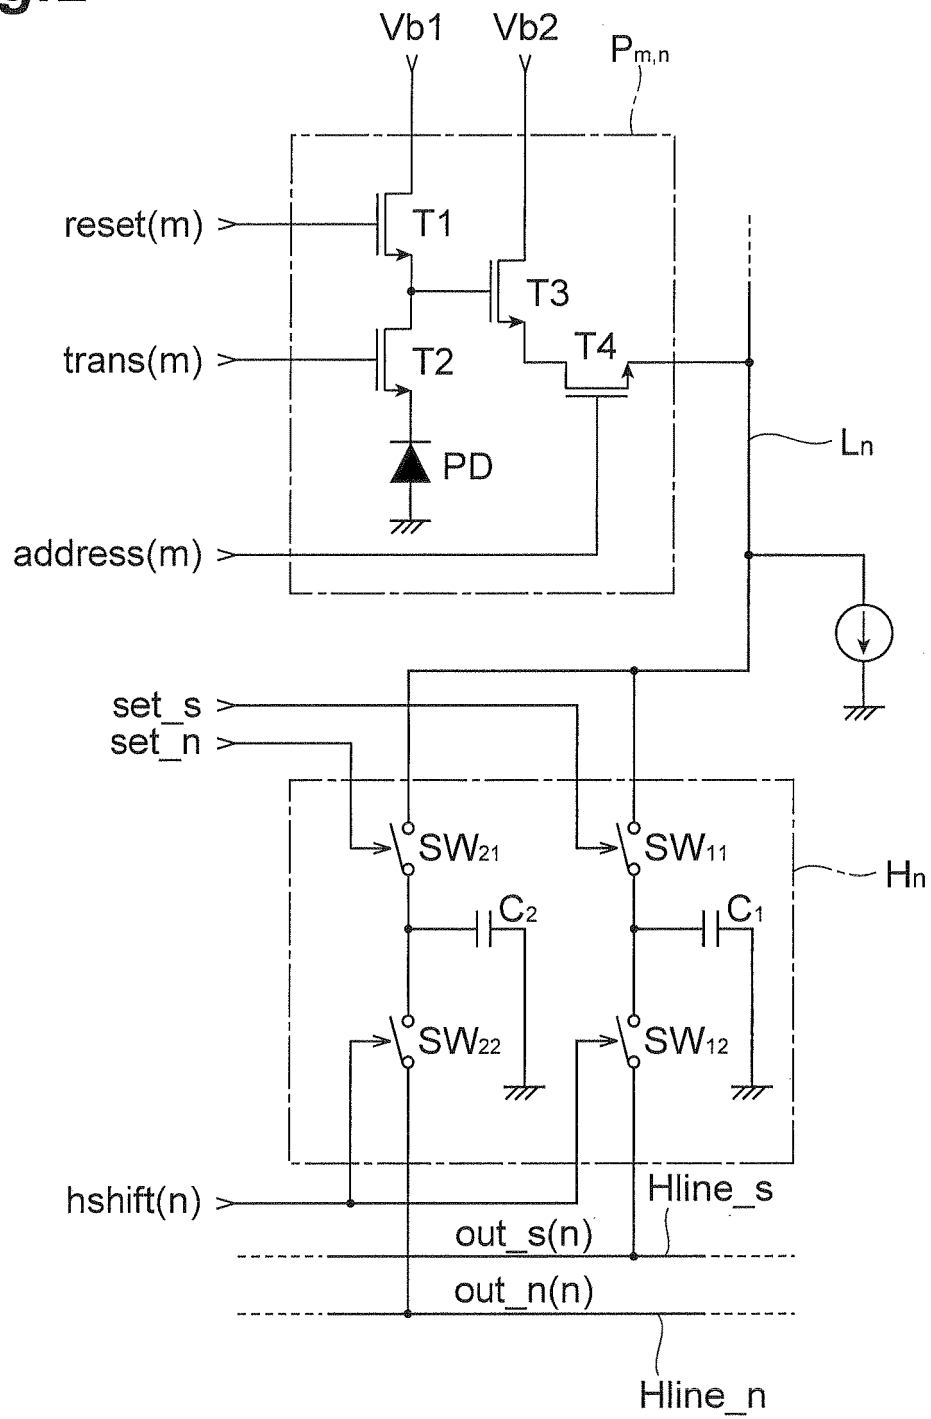 Vb1 Vb2
Pm,n
reset(m)
T1
T3
trans(m)
T2
T4
Ln
PD
address(m)
set_s
set_n
SW21
SW11
Hn
C2
C1
SW22
SW12
hshift(n)
Hline_s
out_s(n)
out_n(n)
Hline_n